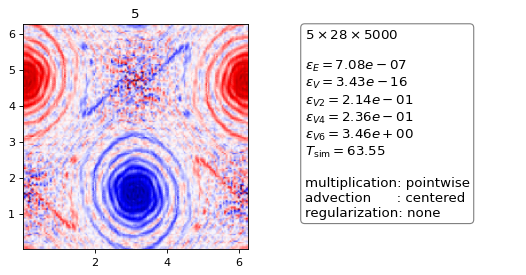 5
6
5
4
3
2
1
2
4
6
5 × 28 × 5000
ε_E = 7.08e − 07
ε_V = 3.43e − 16
ε_V2 = 2.14e − 01
ε_V4 = 2.36e − 01
ε_V6 = 3.46e + 00
T_sim = 63.55
multiplication: pointwise
advection : centered
regularization: none